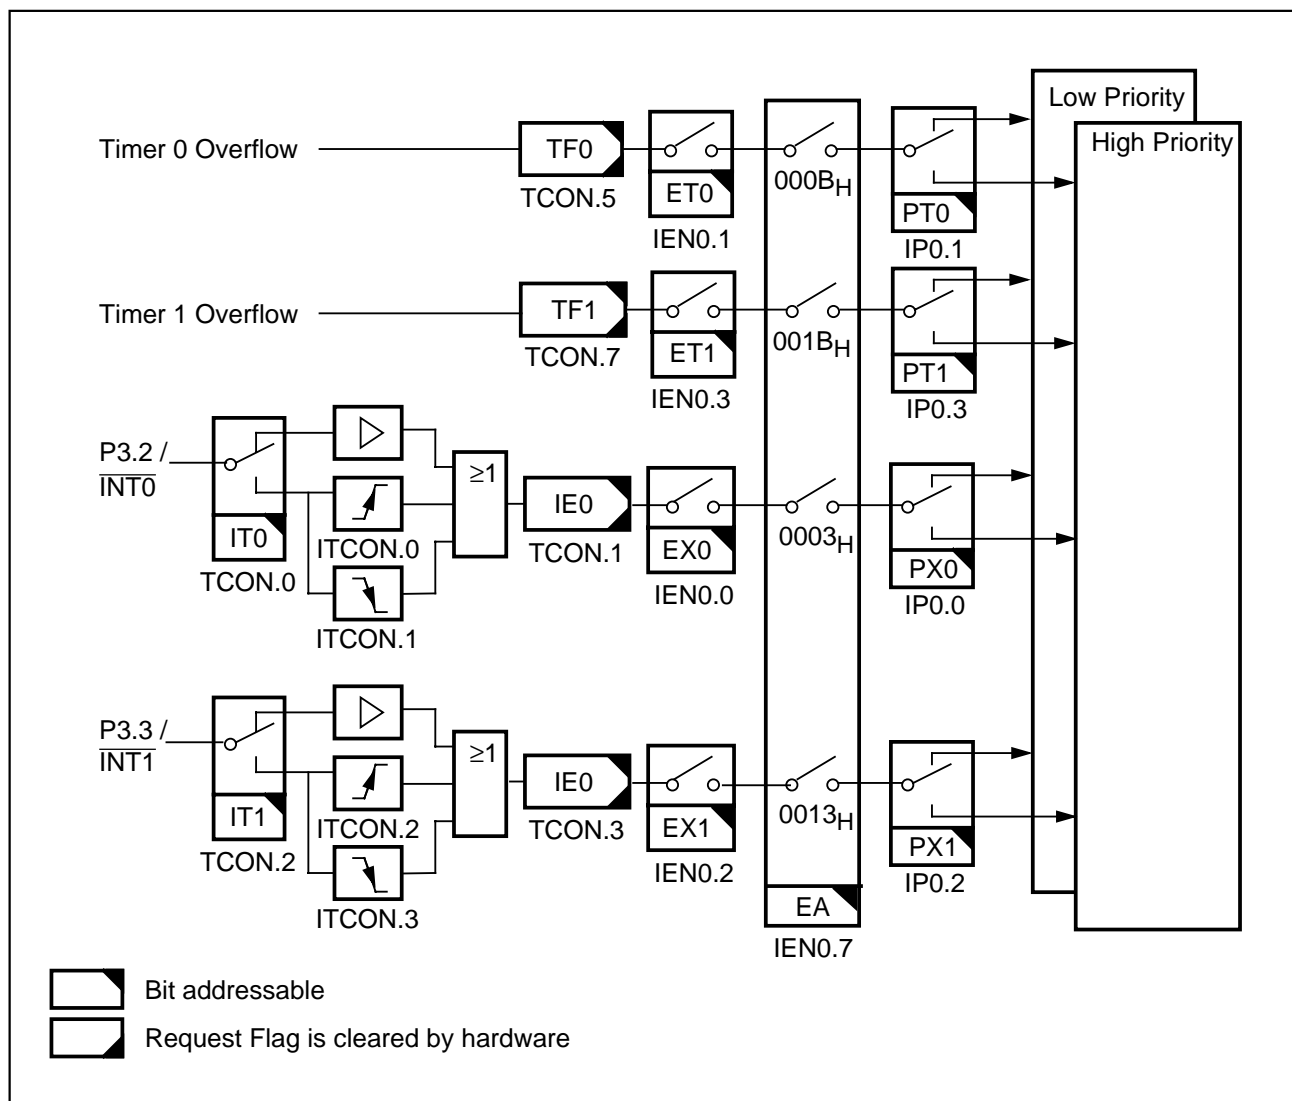 Low Priority
High Priority
Timer 0 Overflow
TF0
TCON.5
ET0
IEN0.1
000BH
PT0
IP0.1
Timer 1 Overflow
TF1
TCON.7
ET1
IEN0.3
001BH
PT1
IP0.3
P3.2 /
INT0
IT0
TCON.0
ITCON.0
ITCON.1
≥1
IE0
TCON.1
EX0
IEN0.0
0003H
PX0
IP0.0
P3.3 /
INT1
IT1
TCON.2
ITCON.2
ITCON.3
≥1
IE0
TCON.3
EX1
IEN0.2
0013H
PX1
IP0.2
EA
IEN0.7
Bit addressable
Request Flag is cleared by hardware